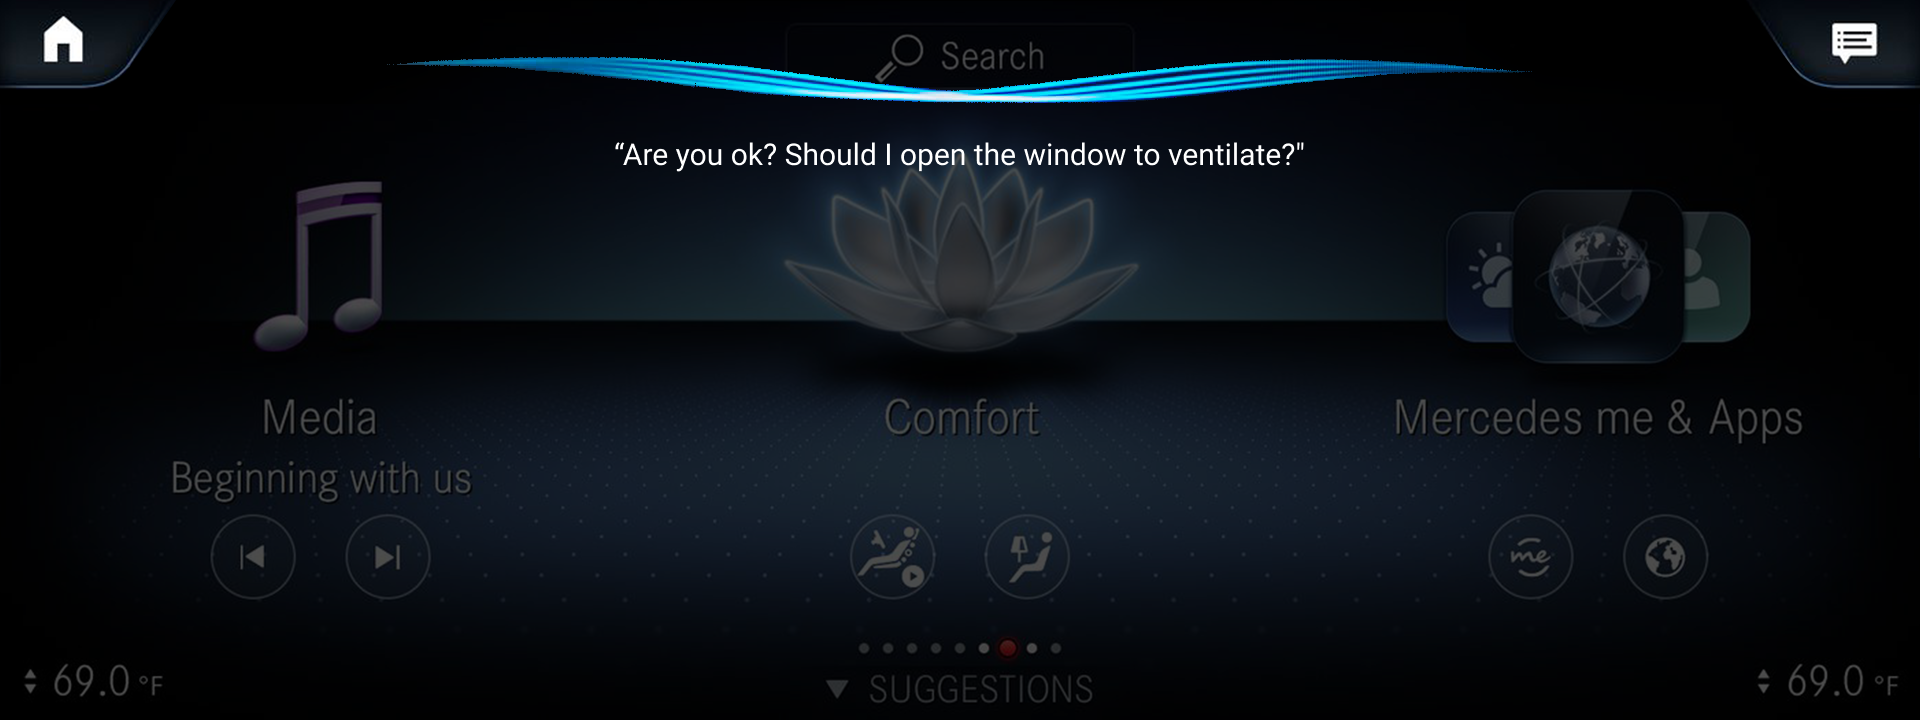 Search
“Are you ok? Should I open the window to ventilate?"
Media
Comfort
Mercedes me & Apps
Beginning with us
me
69.0 °F
SUGGESTIONS
69.0 °F